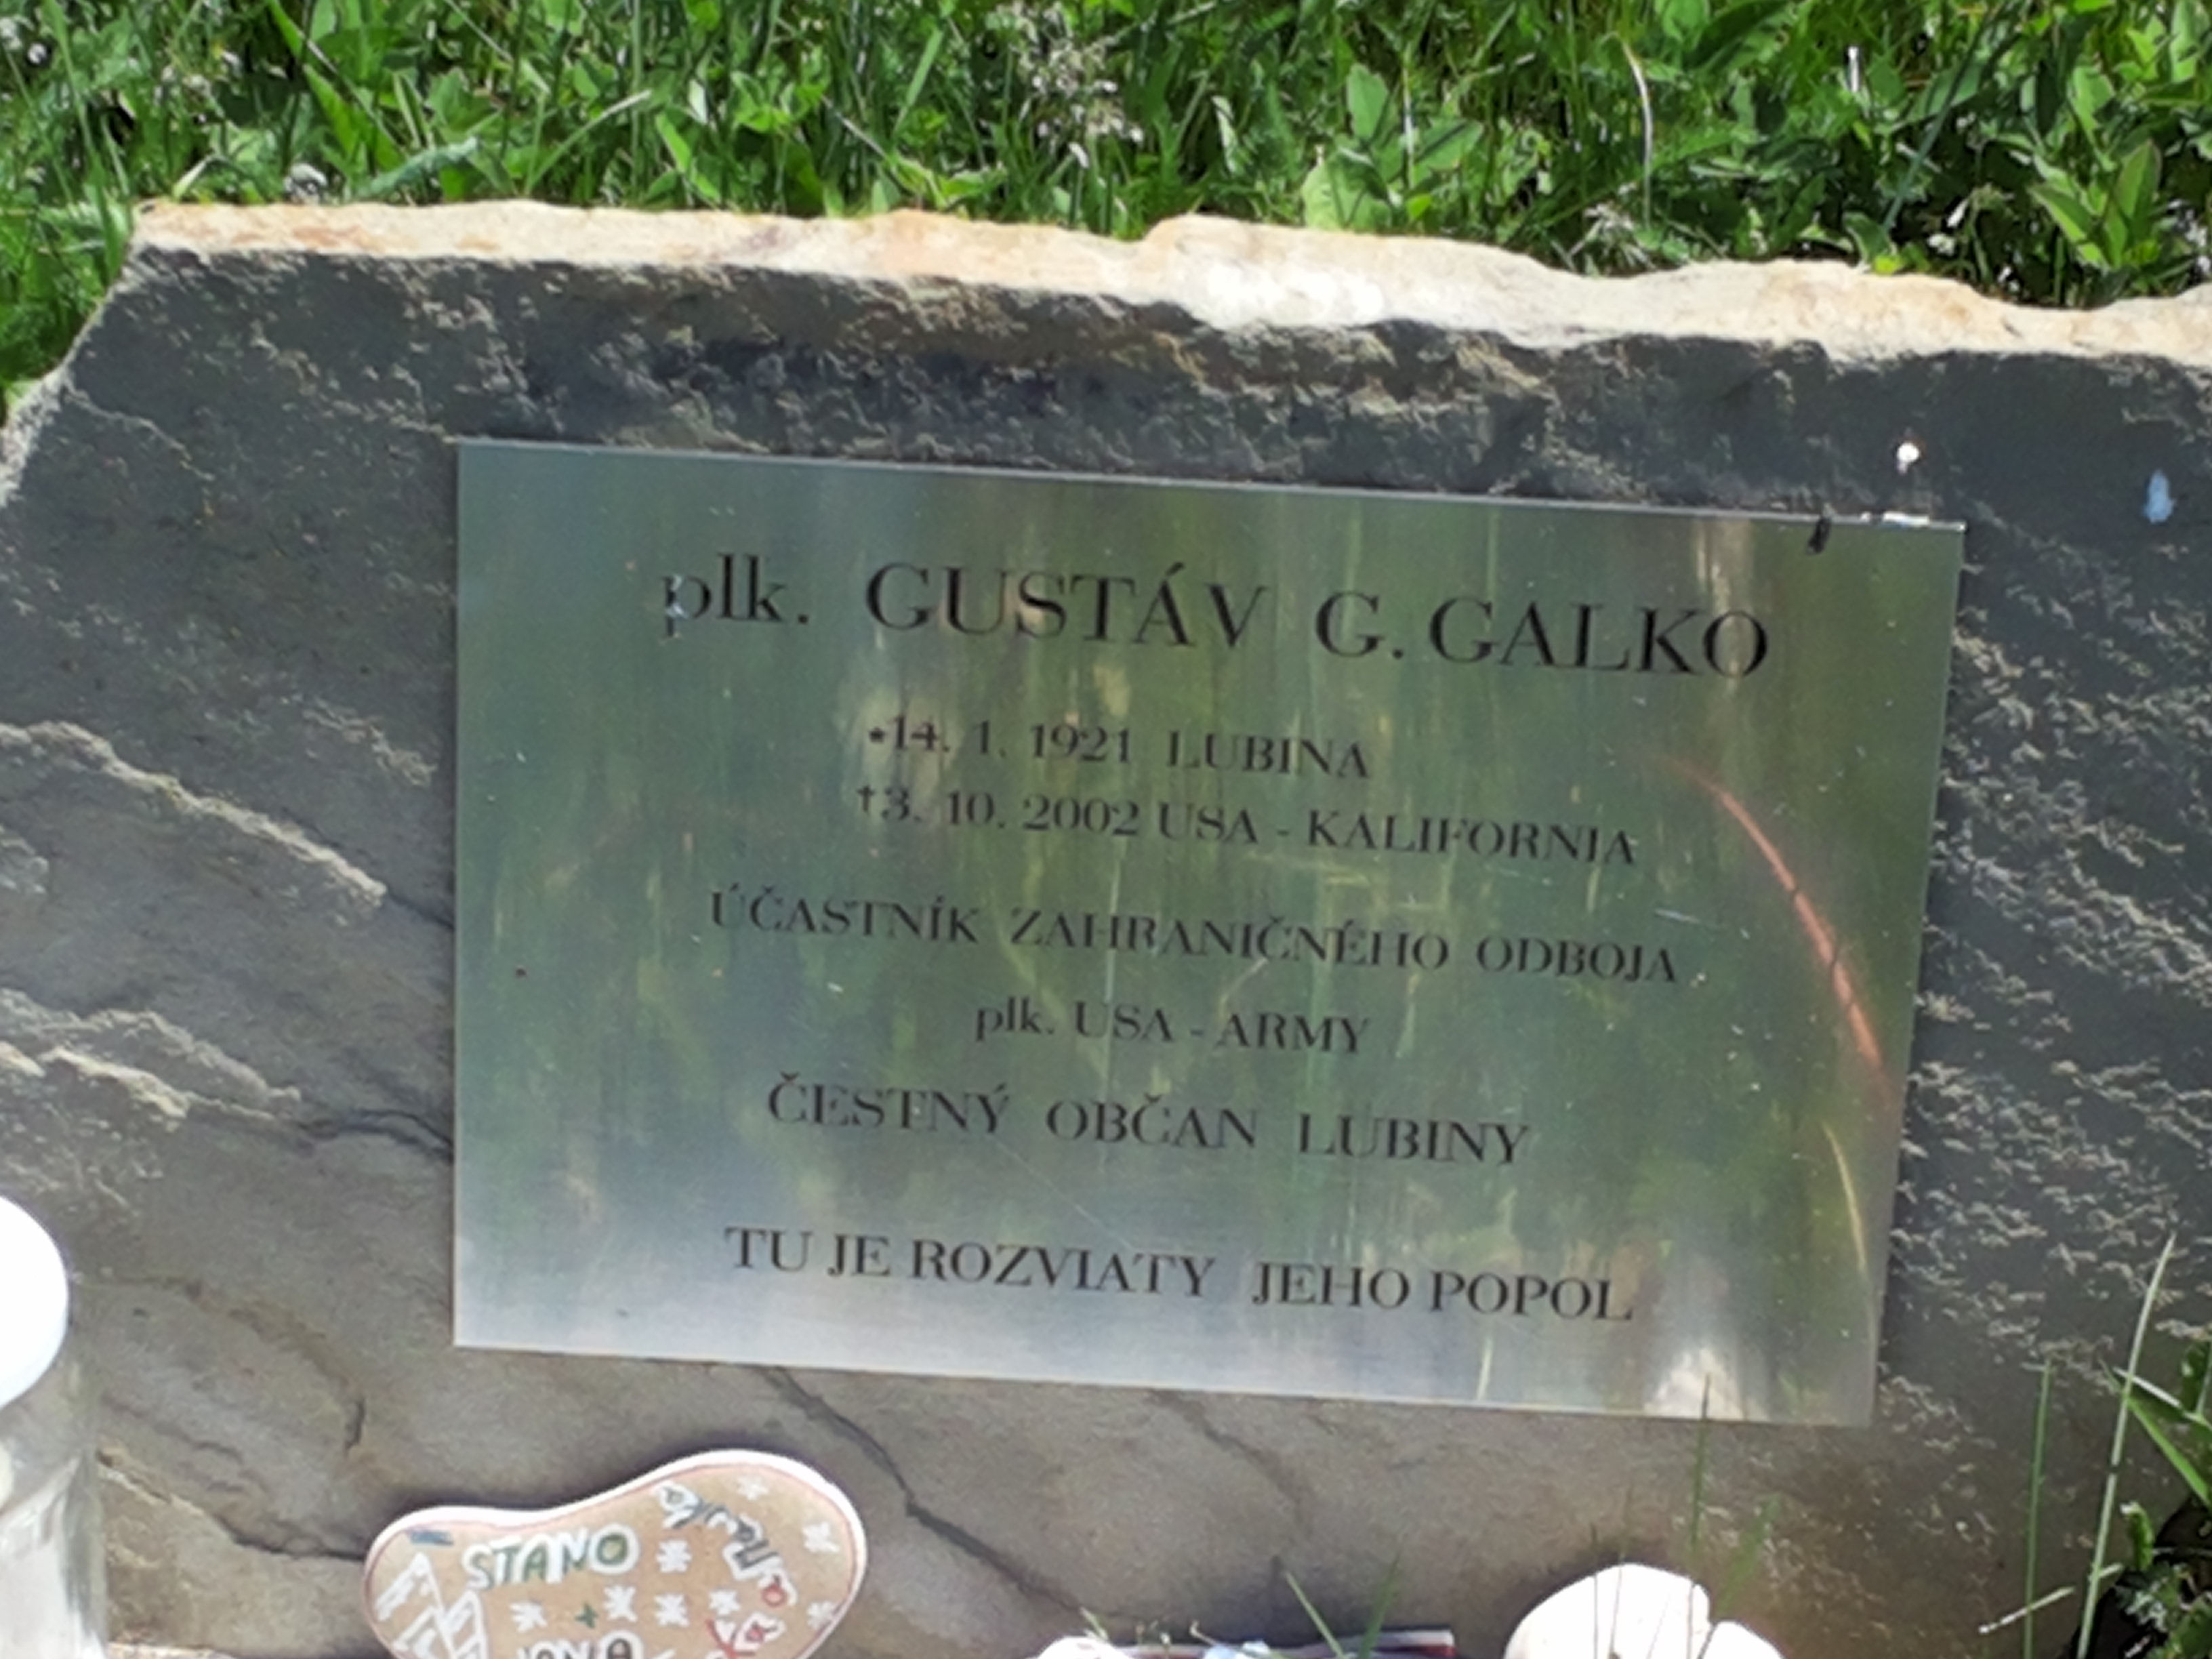 plk. GUSTÁV G. GALKO
*14. 1. 1921 LUBINA
†3. 10. 2002 USA - KALIFORNIA
ÚČASTNÍK ZAHRANIČNÉHO ODBOJA
plk. USA - ARMY
ČESTNÝ OBČAN LUBINY
TU JE ROZVIATY JEHO POPOL
STANO
+